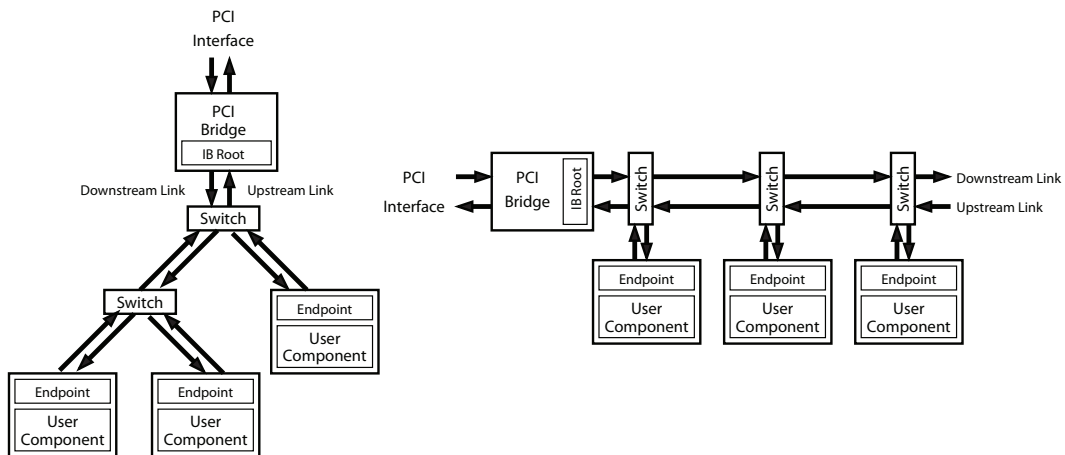 PCI
Interface
PCI
Bridge
IB Root
Downstream Link
Upstream Link
Switch
Switch
Endpoint
User
Component
Endpoint
User
Component
Endpoint
User
Component
PCI
Interface
PCI
Bridge
IB Root
Switch
Switch
Switch
Downstream Link
Upstream Link
Endpoint
User
Component
Endpoint
User
Component
Endpoint
User
Component